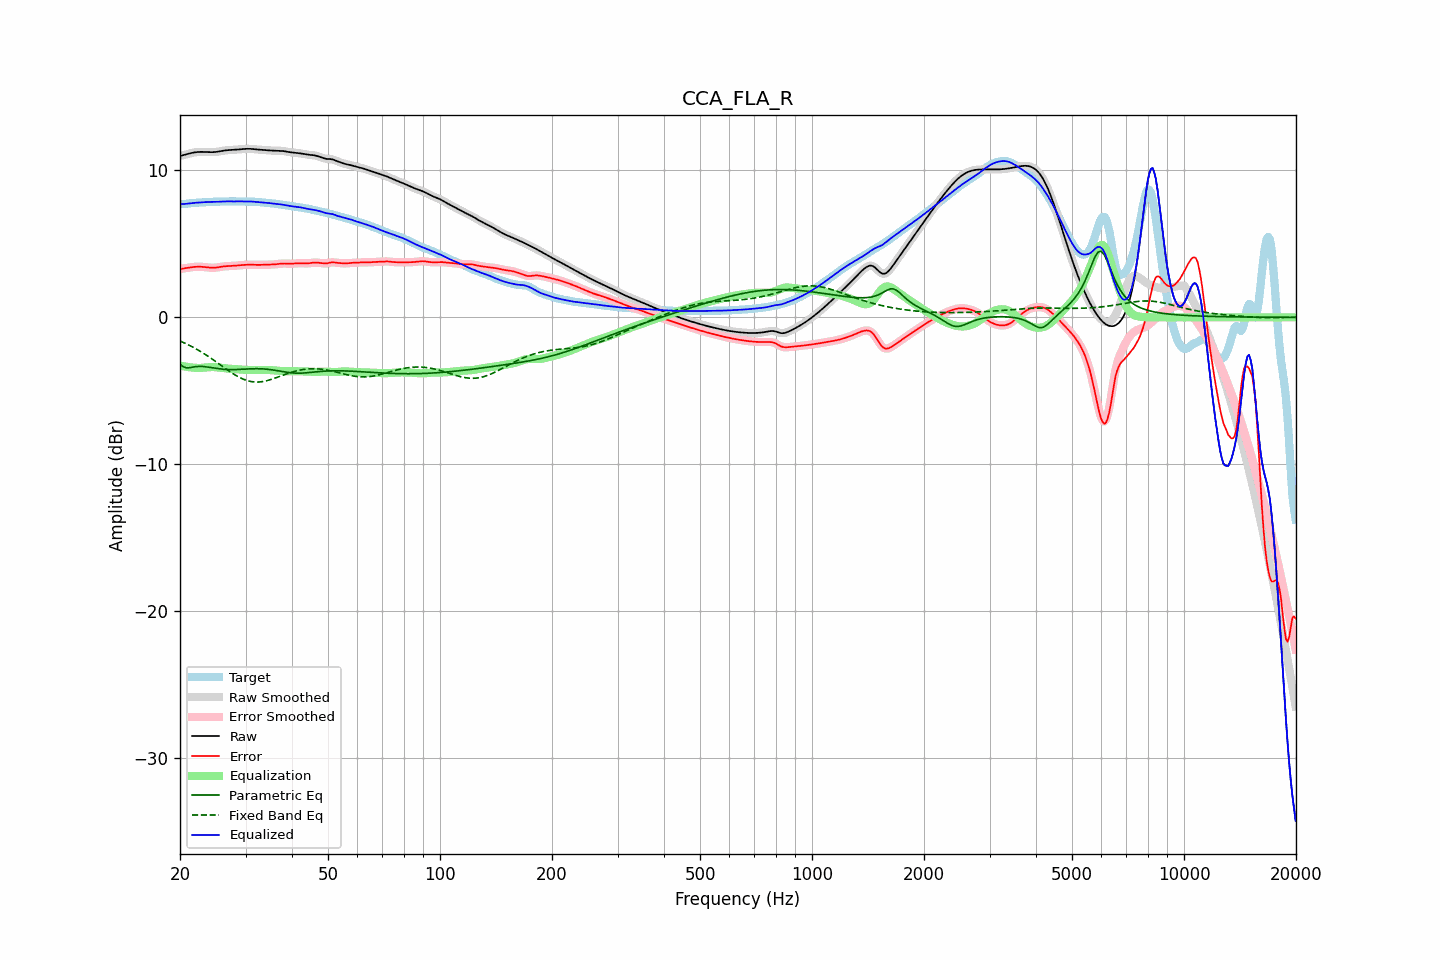 CCA_FLA_R
Amplitude (dBr)
10
0
−10
−20
−30
Target
Raw Smoothed
Error Smoothed
Raw
Error
Equalization
Parametric Eq
Fixed Band Eq
Equalized
20 50 100 200 500 1000 2000 5000 10000 20000
Frequency (Hz)